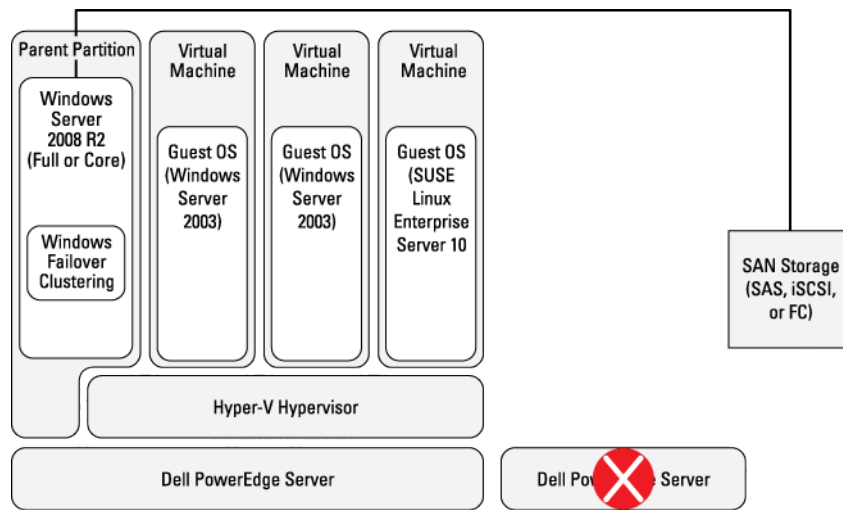 Parent Partition
Windows
Server
2008 R2
(Full or Core)
Windows
Failover
Clustering
Virtual
Machine
Guest OS
(Windows
Server
2003)
Virtual
Machine
Guest OS
(Windows
Server
2003)
Virtual
Machine
Guest OS
(SUSE
Linux
Enterprise
Server 10
SAN Storage
(SAS, iSCSI,
or FC)
Hyper-V Hypervisor
Dell PowerEdge Server
Dell Server